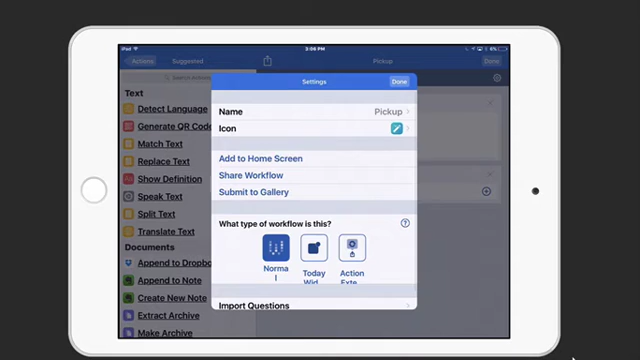 iPad
3:06 PM
Actions
Suggested
Pickup
Done
Search Actions
Settings
Done
Text
Detect Language
Generate QR Code
Match Text
Replace Text
Show Definition
Speak Text
Split Text
Translate Text
Documents
Append to Dropbo
Append to Note
Create New Note
Extract Archive
Make Archive
Name
Pickup
Icon
Add to Home Screen
Share Workflow
Submit to Gallery
What type of workflow is this?
?
Norma
l
Today
Wid
Action
Exte
Import Questions